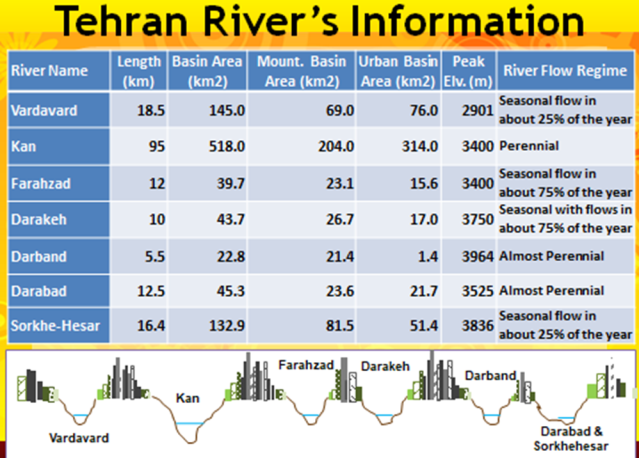 Tehran River's Information
River Name Length (km) Basin Area (km2) Mount. Basin Area (km2) Urban Basin Area (km2) Peak Elv. (m) River Flow Regime
Vardavard 18.5 145.0 69.0 76.0 2901 Seasonal flow in about 25% of the year
Kan 95 518.0 204.0 314.0 3400 Perennial
Farahzad 12 39.7 23.1 15.6 3400 Seasonal flow in about 75% of the year
Darakeh 10 43.7 26.7 17.0 3750 Seasonal with flows in about 75% of the year
Darband 5.5 22.8 21.4 1.4 3964 Almost Perennial
Darabad 12.5 45.3 23.6 21.7 3525 Almost Perennial
Sorkhe-Hesar 16.4 132.9 81.5 51.4 3836 Seasonal flow in about 25% of the year
Vardavard
Kan
Farahzad
Darakeh
Darband
Darabad &
Sorkhehesar